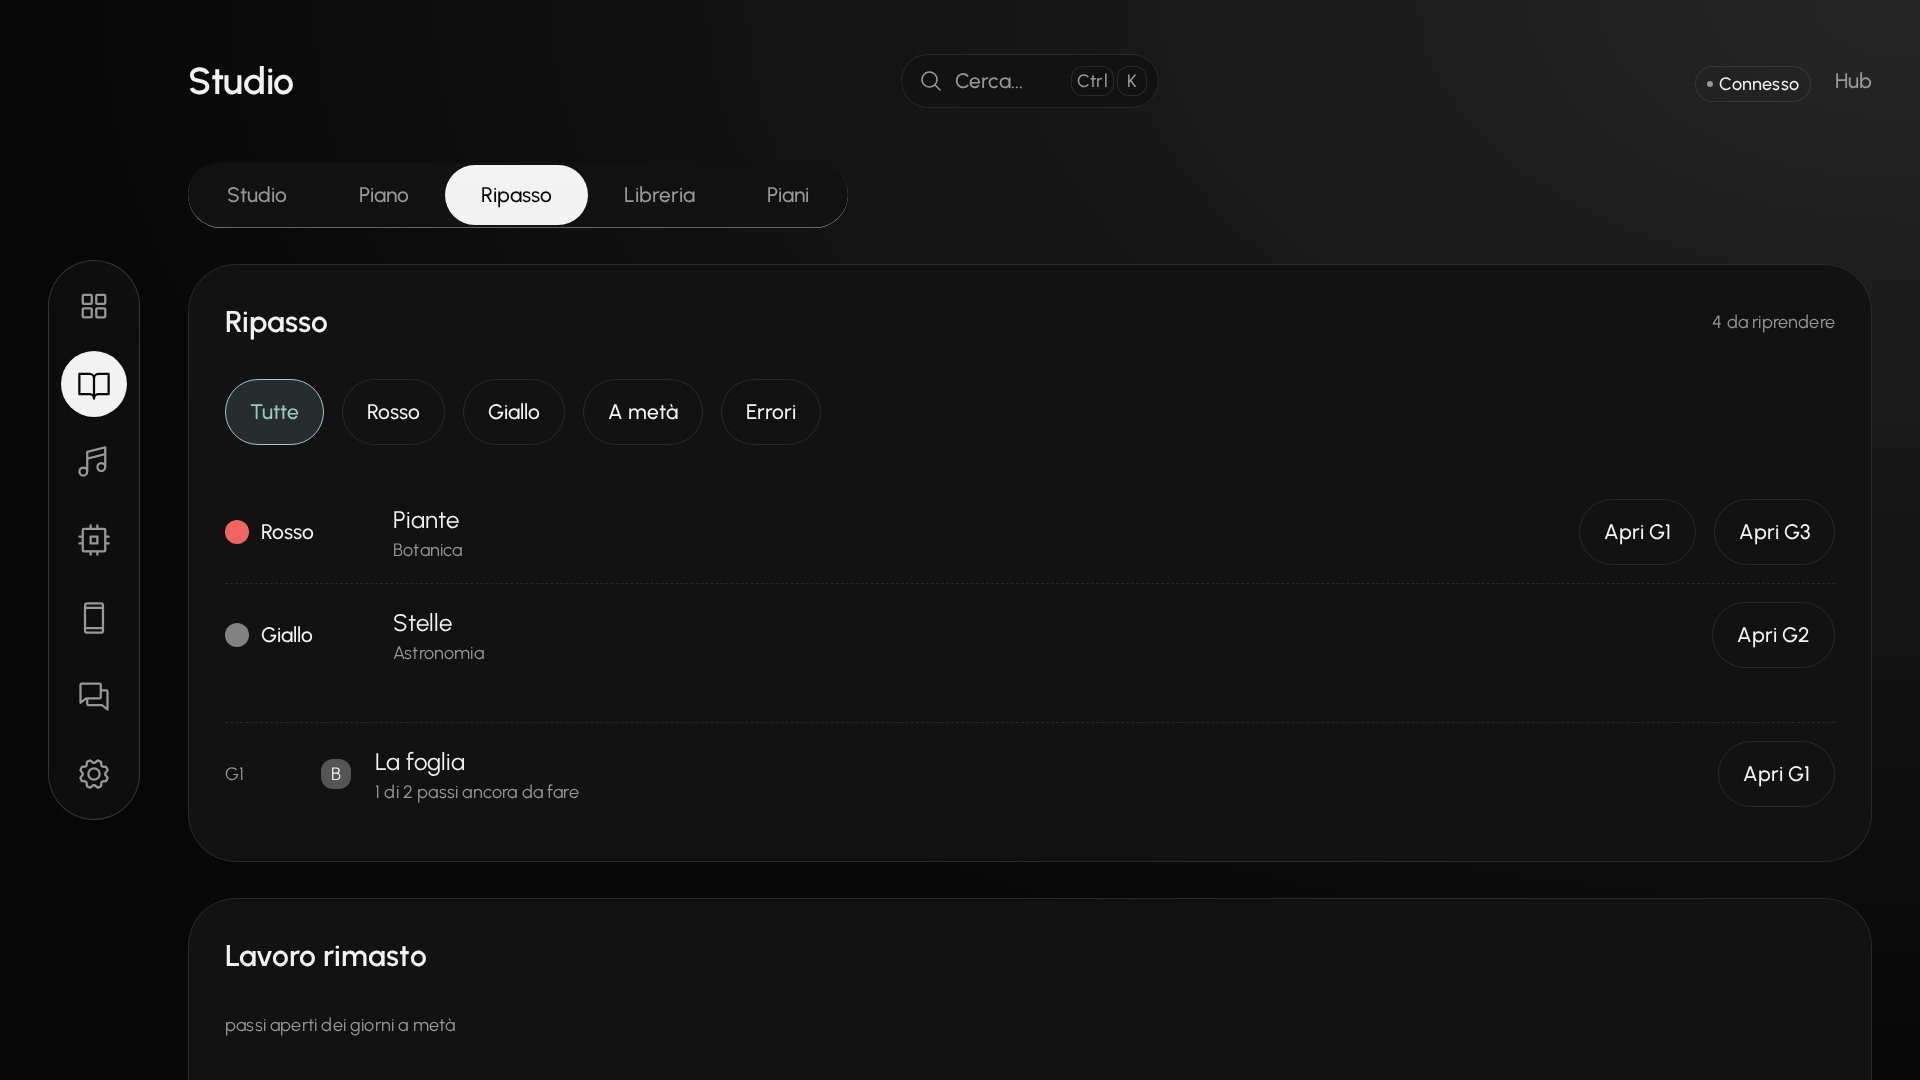 Studio
Cerca...
Ctrl K
Connesso
Hub
Studio
Piano
Ripasso
Libreria
Piani
Ripasso
4 da riprendere
Tutte
Rosso
Giallo
A metà
Errori
Rosso
Piante
Botanica
Apri G1
Apri G3
Giallo
Stelle
Astronomia
Apri G2
G1
B
La foglia
1 di 2 passi ancora da fare
Apri G1
Lavoro rimasto
passi aperti dei giorni a metà